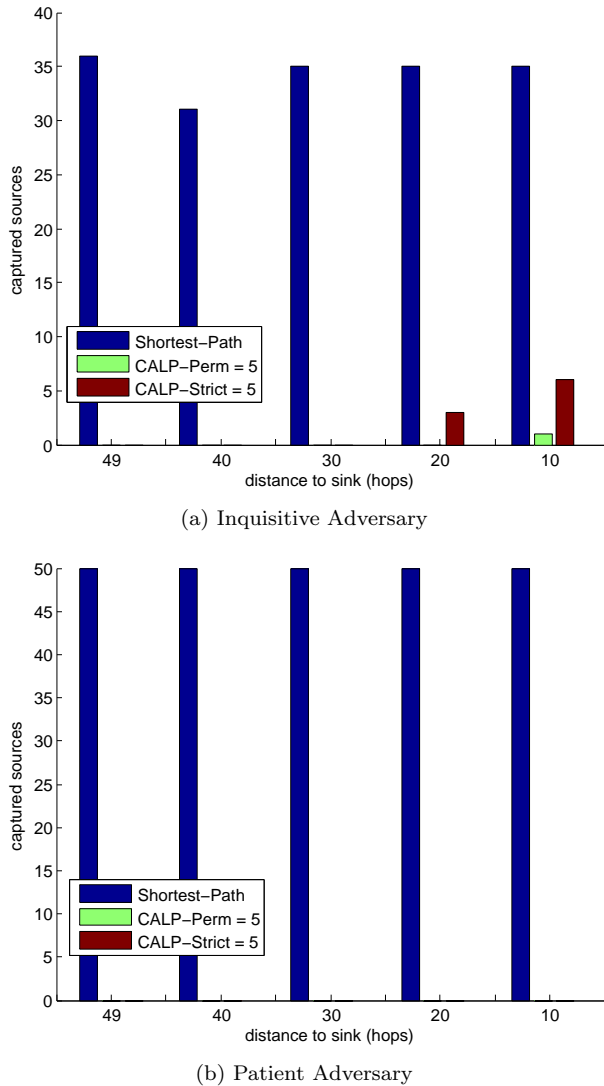 40
35
30
25
20
15
10
5
0
captured sources
Shortest−Path
CALP−Perm = 5
CALP−Strict = 5
49 40 30 20 10
distance to sink (hops)
(a) Inquisitive Adversary
50
45
40
35
30
25
20
15
10
5
0
captured sources
Shortest−Path
CALP−Perm = 5
CALP−Strict = 5
49 40 30 20 10
distance to sink (hops)
(b) Patient Adversary